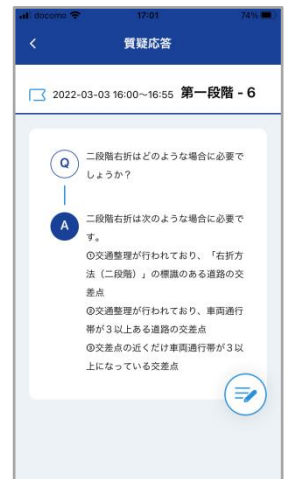 docomo 17:01 74%
質疑応答
2022-03-03 16:00~16:55 第一段階 - 6
Q 二段階右折はどのような場合に必要で
しょうか？
A 二段階右折は次のような場合に必要で
す。
①交通整理が行われており、「右折方
法（二段階）」の標識のある道路の交
差点
②交通整理が行われており、車両通行
帯が３以上ある道路の交差点
③交差点の近くだけ車両通行帯が３以
上になっている交差点